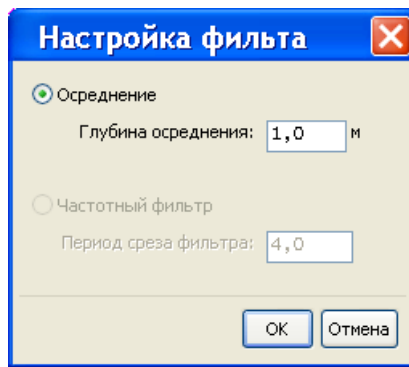 Настройка фильта
Осреднение
Глубина осреднения: 1,0 м
Частотный фильтр
Период среза фильтра: 4,0
OK Отмена